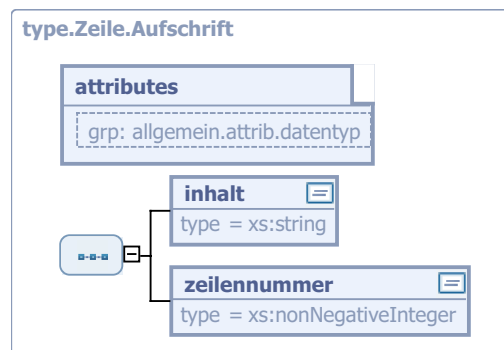 type.Zeile.Aufschrift
attributes
grp: allgemein.attrib.datentyp
inhalt
type = xs:string
zeilennummer
type = xs:nonNegativeInteger